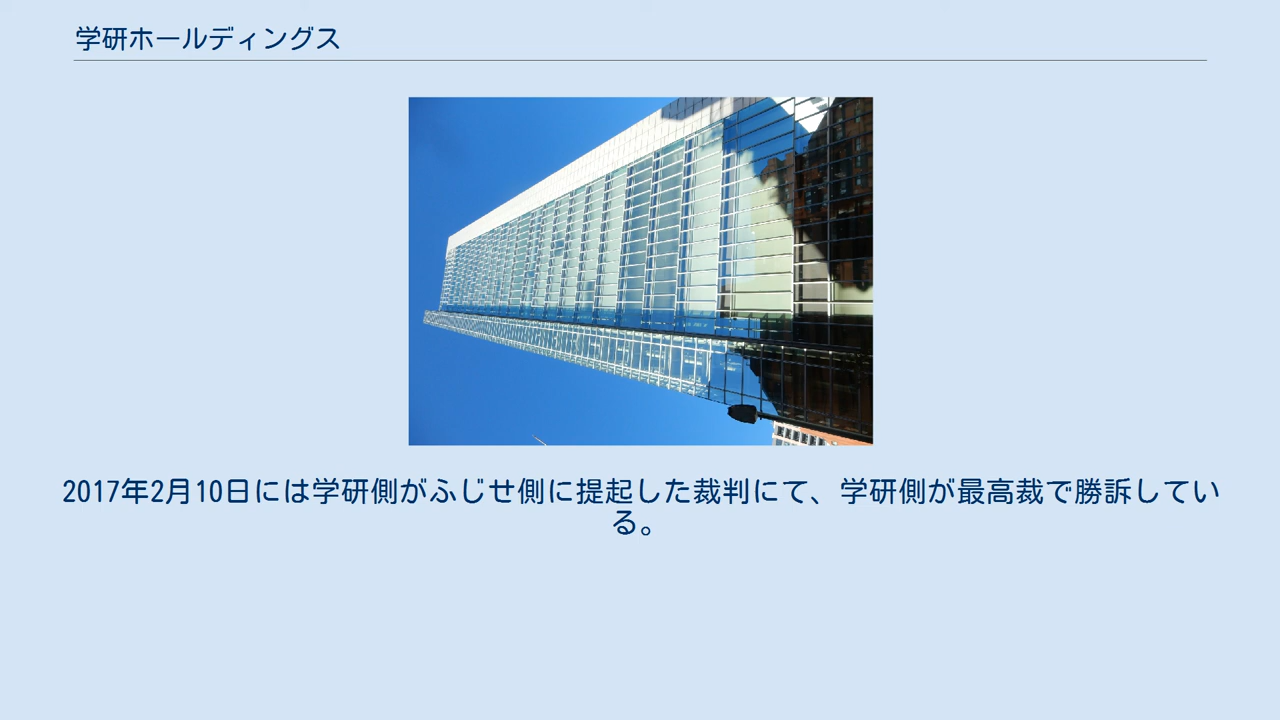 学研ホールディングス
2017年2月10日には学研側がふじせ側に提起した裁判にて、学研側が最高裁で勝訴してい
る。